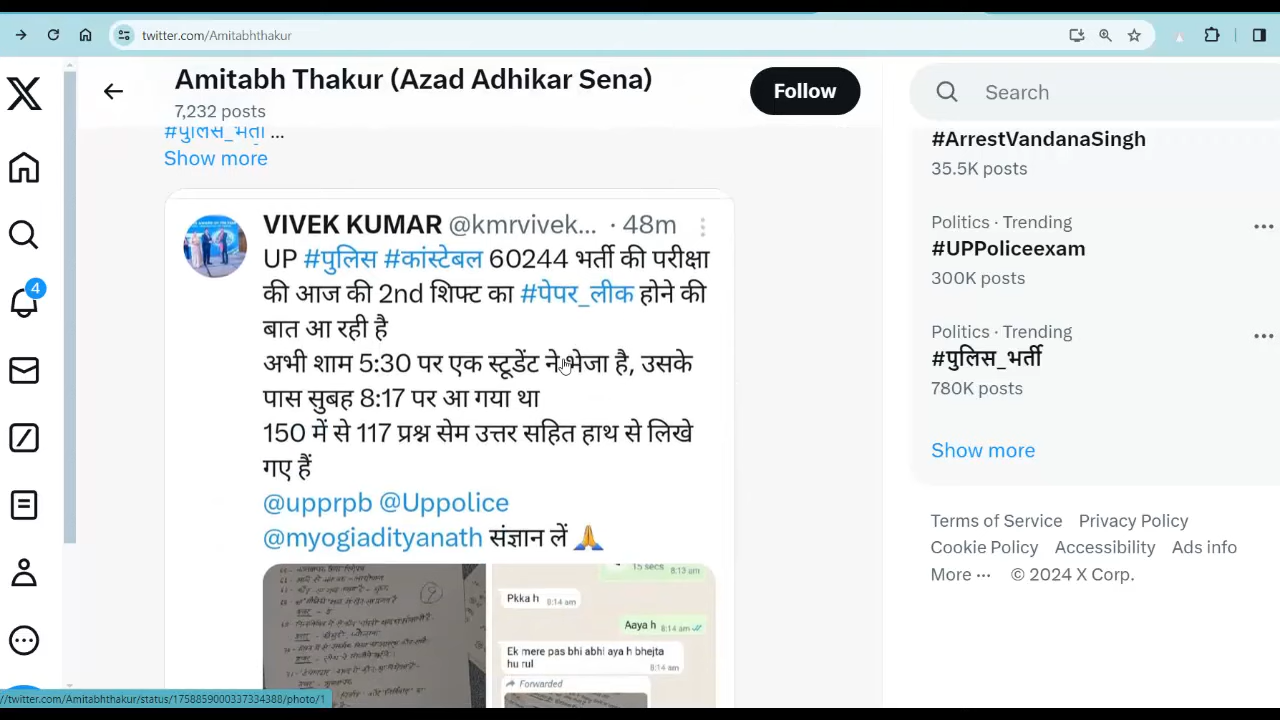 twitter.com/Amitabhthakur
Amitabh Thakur (Azad Adhikar Sena)
7,232 posts
Follow
Search
#पुलिस_भर्ती ...
Show more
VIVEK KUMAR @kmrvivek... · 48m
UP #पुलिस #कांस्टेबल 60244 भर्ती की परीक्षा
की आज की 2nd शिफ्ट का #पेपर_लीक होने की
बात आ रही है
अभी शाम 5:30 पर एक स्टूडेंट ने भेजा है, उसके
पास सुबह 8:17 पर आ गया था
150 में से 117 प्रश्न सेम उत्तर सहित हाथ से लिखे
गए हैं
@upprpb @Uppolice
@myogiadityanath संज्ञान लें 🙏
15 secs 8:13 am
Pkka h 8:14 am
Aaya h 8:14 am
Ek mere pas bhi abhi aya h bhejta
hu rul 8:14 am
Forwarded
#ArrestVandanaSingh
35.5K posts
Politics · Trending
#UPPoliceexam
300K posts
Politics · Trending
#पुलिस_भर्ती
780K posts
Show more
Terms of Service Privacy Policy
Cookie Policy Accessibility Ads info
More ··· © 2024 X Corp.
4
//twitter.com/Amitabhthakur/status/1758859000337334388/photo/1